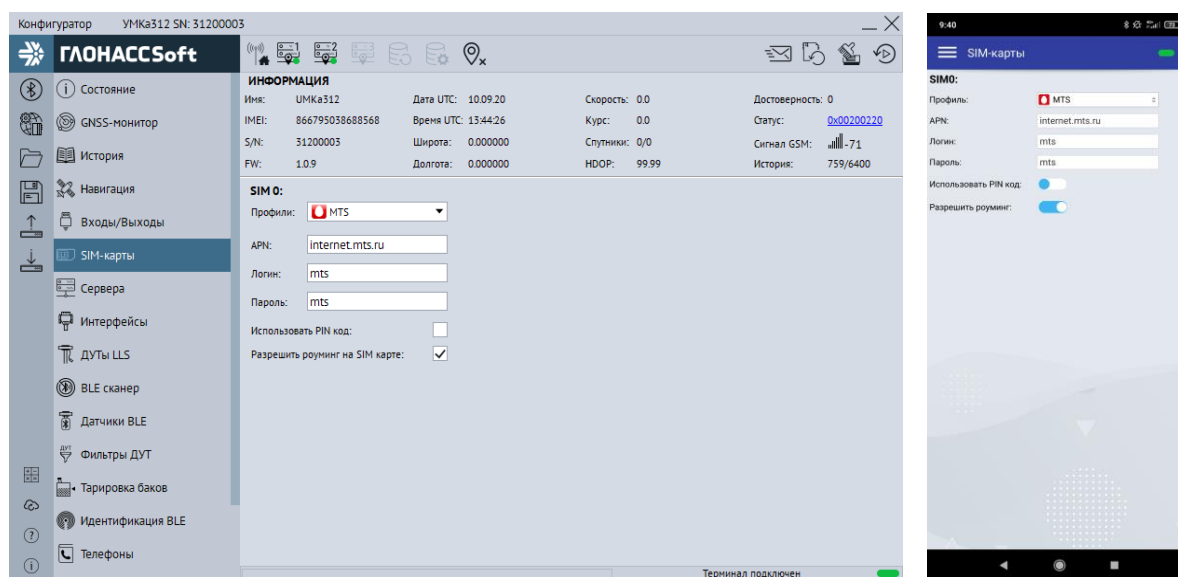 Конфигуратор УМКа312 SN: 31200003
ГЛОНАССSoft
1 2
Состояние
GNSS-монитор
История
Навигация
Входы/Выходы
SIM-карты
Сервера
Интерфейсы
ДУТы LLS
BLE сканер
Датчики BLE
ДУТ
Фильтры ДУТ
Тарировка баков
Идентификация BLE
Телефоны
ИНФОРМАЦИЯ
Имя: UMKa312 Дата UTC: 10.09.20 Скорость: 0.0 Достоверность: 0
IMEI: 866795038688568 Время UTC: 13:44:26 Курс: 0.0 Статус: 0x00200220
S/N: 31200003 Широта: 0.000000 Спутники: 0/0 Сигнал GSM: -71
FW: 1.0.9 Долгота: 0.000000 HDOP: 99.99 История: 759/6400
SIM 0:
Профили: MTS
APN: internet.mts.ru
Логин: mts
Пароль: mts
Использовать PIN код:
Разрешить роуминг на SIM карте:
Терминал подключен
9:40
SIM-карты
SIM0:
Профиль: MTS
APN: internet.mts.ru
Логин: mts
Пароль: mts
Использовать PIN код:
Разрешить роуминг: